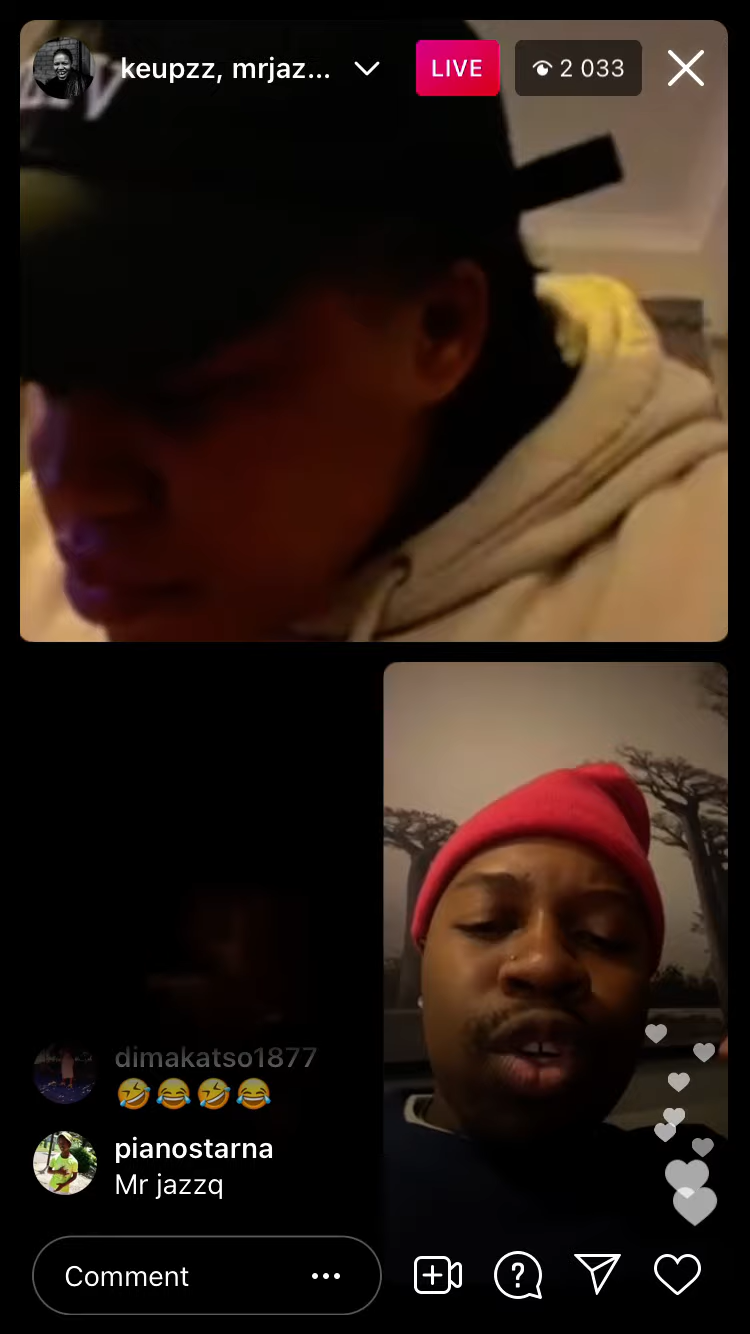 keupzz, mrjaz...
LIVE
2 033
dimakatso1877
🤣😂🤣😂
pianostarna
Mr jazzq
Comment